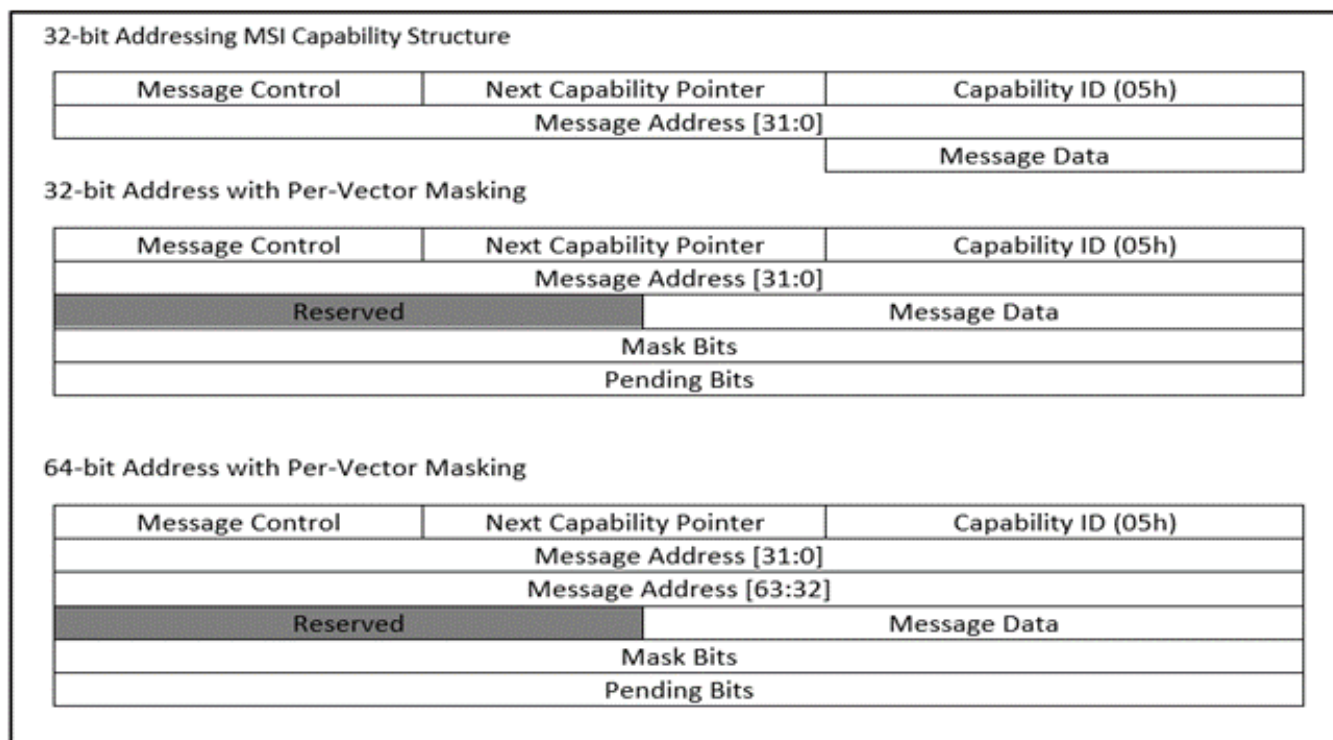 32-bit Addressing MSI Capability Structure
Message Control Next Capability Pointer Capability ID (05h)
Message Address [31:0]
Message Data
32-bit Address with Per-Vector Masking
Message Control Next Capability Pointer Capability ID (05h)
Message Address [31:0]
Reserved Message Data
Mask Bits
Pending Bits
64-bit Address with Per-Vector Masking
Message Control Next Capability Pointer Capability ID (05h)
Message Address [31:0]
Message Address [63:32]
Reserved Message Data
Mask Bits
Pending Bits